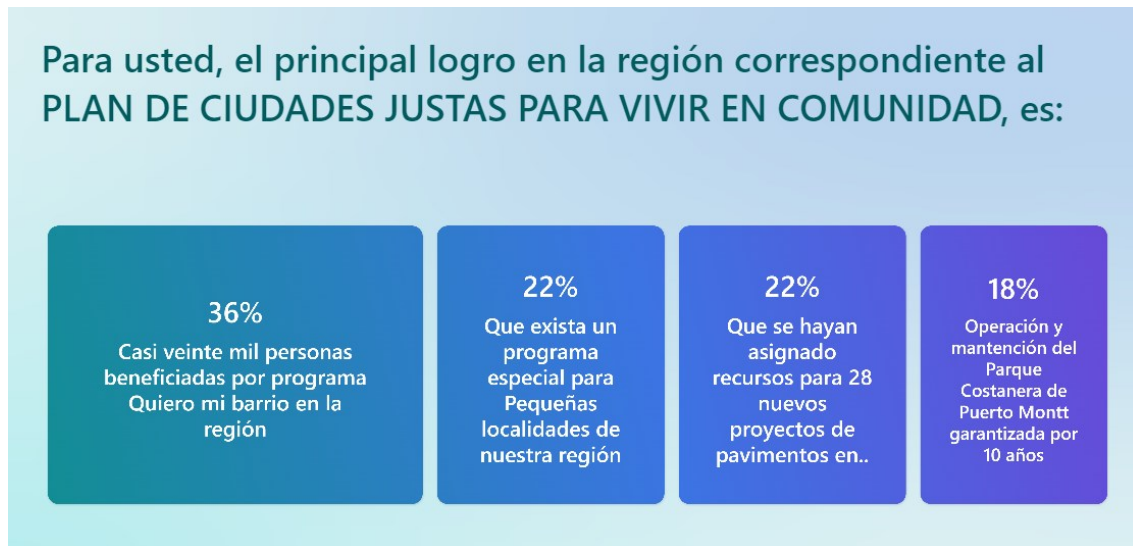 Para usted, el principal logro en la región correspondiente al
PLAN DE CIUDADES JUSTAS PARA VIVIR EN COMUNIDAD, es:
36%
Casi veinte mil personas
beneficiadas por programa
Quiero mi barrio en la
región
22%
Que exista un
programa
especial para
Pequeñas
localidades de
nuestra región
22%
Que se hayan
asignado
recursos para 28
nuevos
proyectos de
pavimentos en..
18%
Operación y
mantención del
Parque
Costanera de
Puerto Montt
garantizada por
10 años